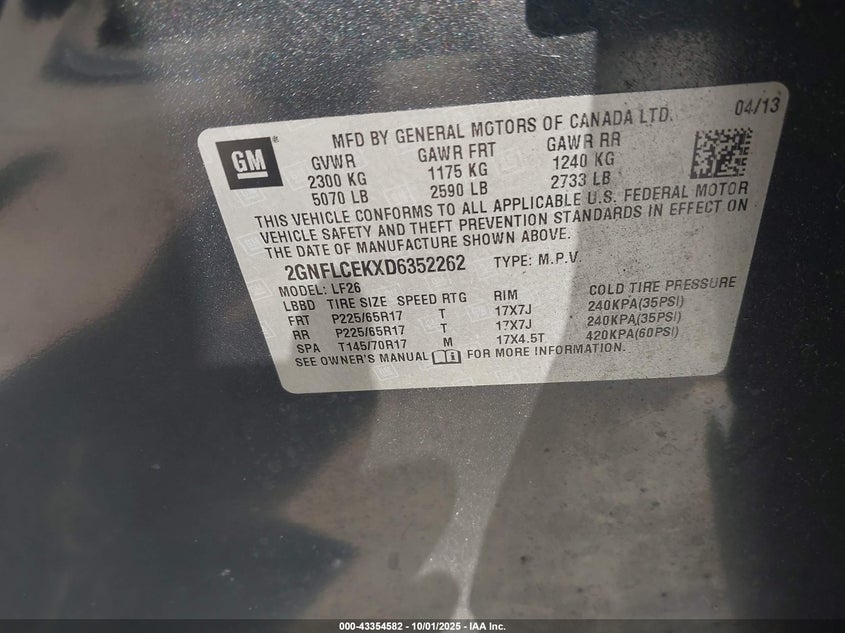 GM
MFD BY GENERAL MOTORS OF CANADA LTD. 04/13
GVWR GAWR FRT GAWR RR
2300 KG 1175 KG 1240 KG
5070 LB 2590 LB 2733 LB
THIS VEHICLE CONFORMS TO ALL APPLICABLE U.S. FEDERAL MOTOR
VEHICLE SAFETY AND THEFT PREVENTION STANDARDS IN EFFECT ON
THE DATE OF MANUFACTURE SHOWN ABOVE.
2GNFLCEKXD6352262 TYPE: M.P.V.
MODEL: LF26
LBBD TIRE SIZE SPEED RTG RIM COLD TIRE PRESSURE
FRT P225/65R17 T 17X7J 240KPA(35PSI)
RR P225/65R17 T 17X7J 240KPA(35PSI)
SPA T145/70R17 M 17X4.5T 420KPA(60PSI)
SEE OWNER'S MANUAL FOR MORE INFORMATION.
000-43354582 - 10/01/2025 - IAA Inc.